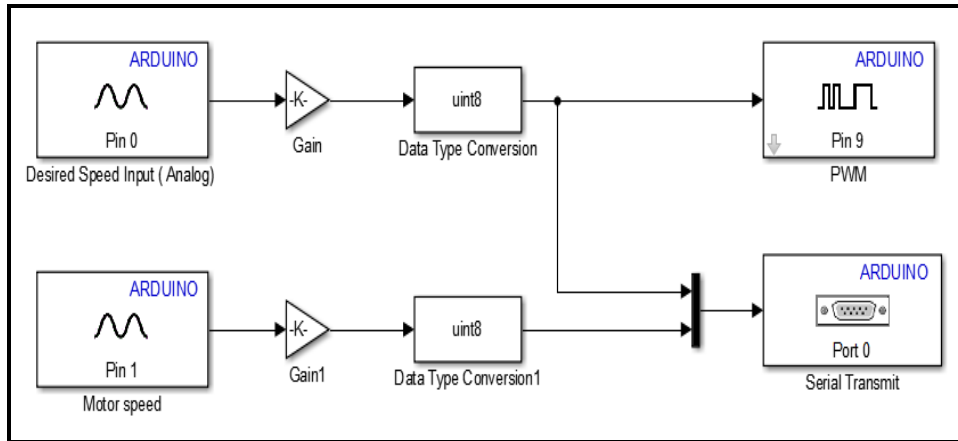 ARDUINO
Pin 0
Desired Speed Input ( Analog)
-K-
Gain
uint8
Data Type Conversion
ARDUINO
Pin 9
PWM
ARDUINO
Pin 1
Motor speed
-K-
Gain1
uint8
Data Type Conversion1
ARDUINO
Port 0
Serial Transmit